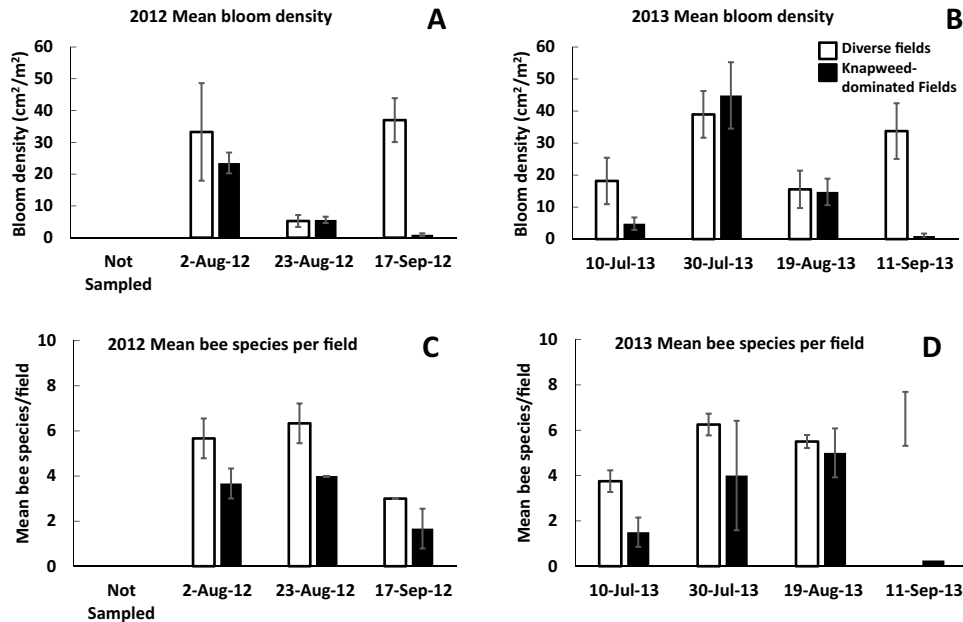 2012 Mean bloom density
A
Bloom density (cm²/m²)
60
50
40
30
20
10
0
Not
Sampled
2-Aug-12
23-Aug-12
17-Sep-12
2013 Mean bloom density
B
Diverse fields
Knapweed-
dominated Fields
Bloom density (cm²/m²)
60
50
40
30
20
10
0
10-Jul-13
30-Jul-13
19-Aug-13
11-Sep-13
2012 Mean bee species per field
C
Mean bee species/field
10
8
6
4
2
0
Not
Sampled
2-Aug-12
23-Aug-12
17-Sep-12
2013 Mean bee species per field
D
Mean bee species/field
10
8
6
4
2
0
10-Jul-13
30-Jul-13
19-Aug-13
11-Sep-13